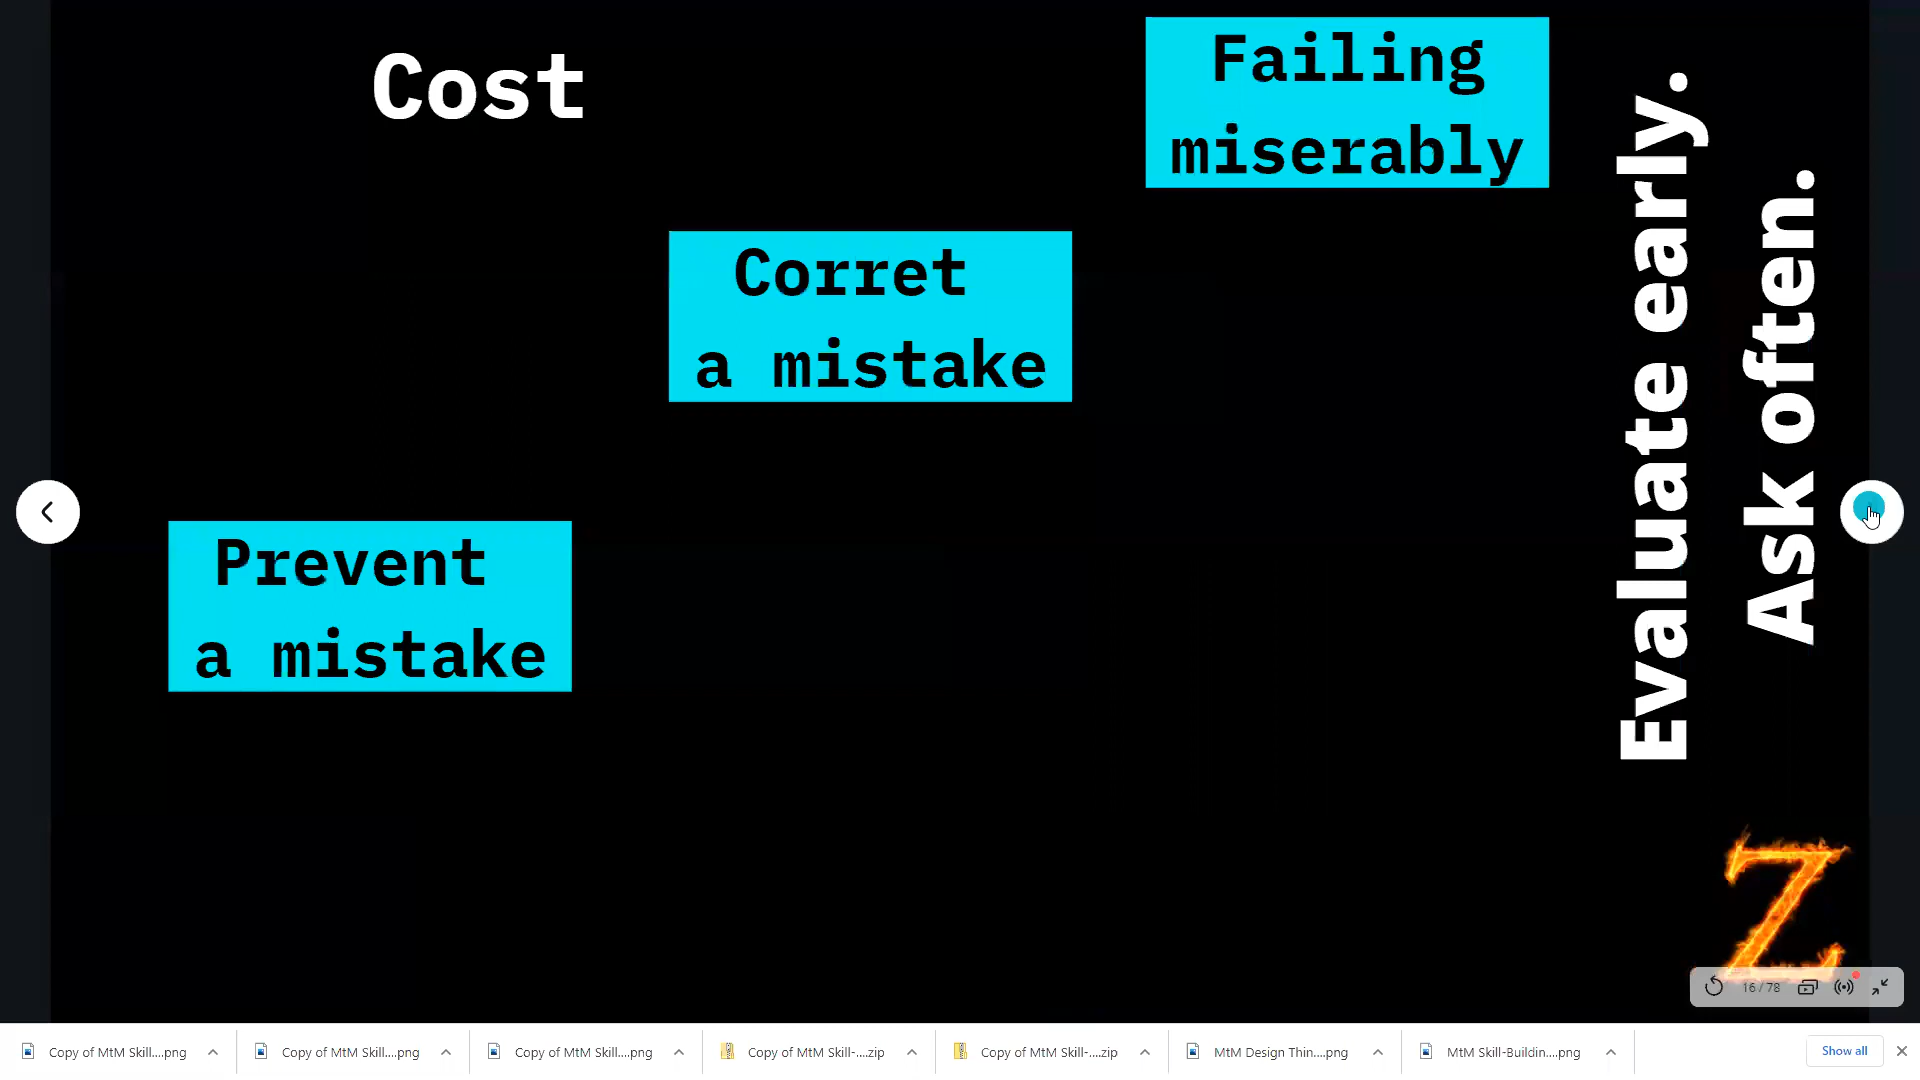 Cost
Failing
miserably
Corret
a mistake
Prevent
a mistake
Evaluate early.
Ask often.
Z
16 / 78
Copy of MtM Skill....png
Copy of MtM Skill....png
Copy of MtM Skill....png
Copy of MtM Skill-....zip
Copy of MtM Skill-....zip
MtM Design Thin....png
MtM Skill-Buildin....png
Show all